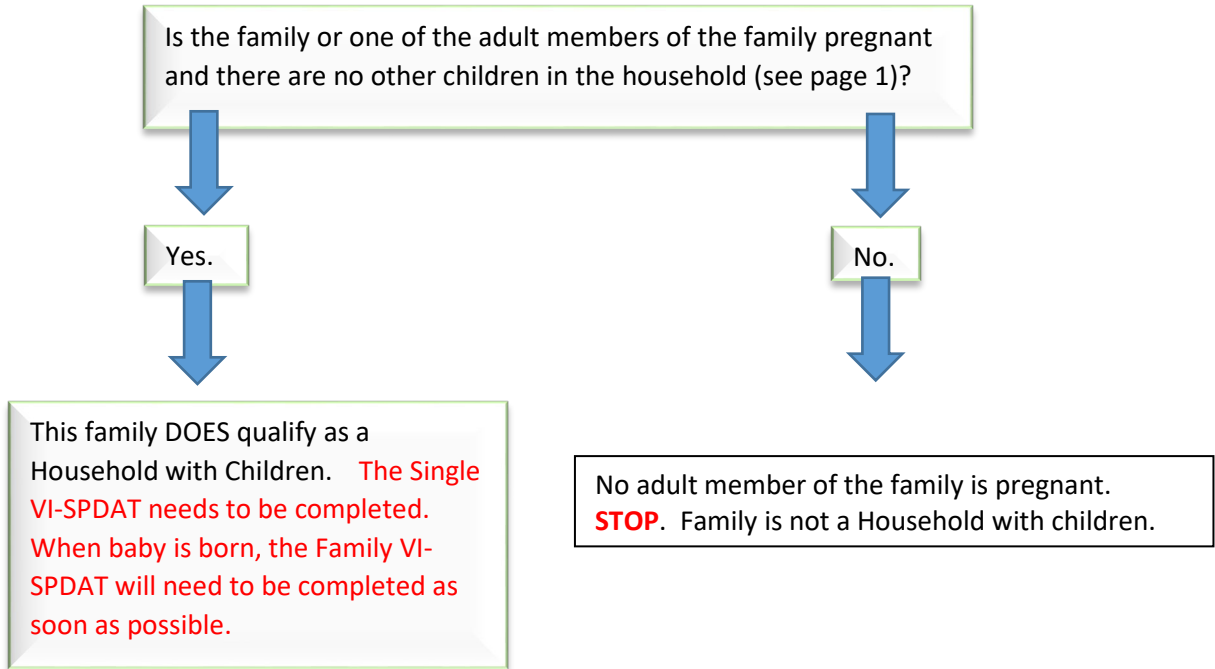 Is the family or one of the adult members of the family pregnant
and there are no other children in the household (see page 1)?
Yes.
No.
This family DOES qualify as a
Household with Children. The Single
VI-SPDAT needs to be completed.
When baby is born, the Family VI-
SPDAT will need to be completed as
soon as possible.
No adult member of the family is pregnant.
STOP. Family is not a Household with children.